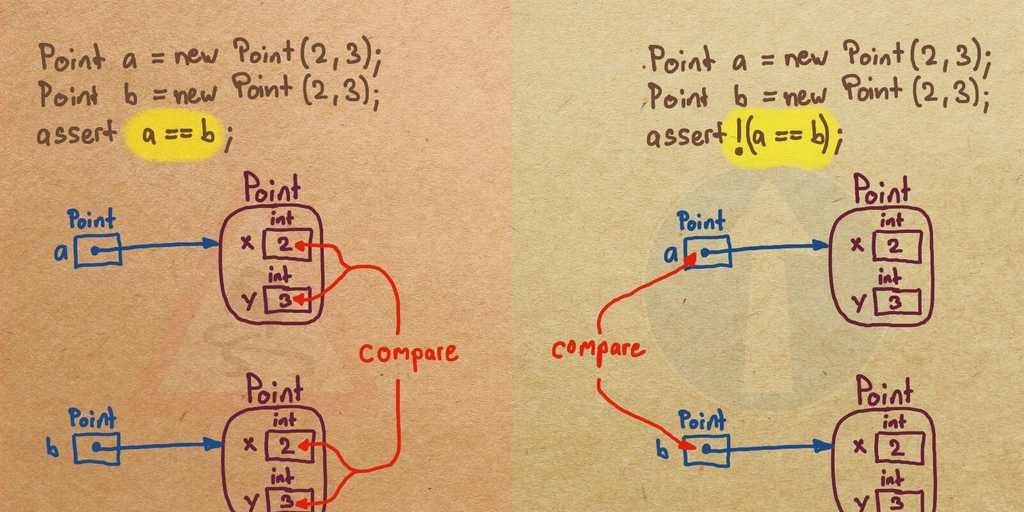 Point a = new Point(2,3);
Point b = new Point(2,3);
assert a == b;
Point
Point
int
a
x 2
int
y 3
compare
Point
Point
int
b
x 2
int
y 3
Point a = new Point(2,3);
Point b = new Point(2,3);
assert !(a == b);
Point
Point
int
a
x 2
int
y 3
compare
Point
Point
int
b
x 2
int
y 3